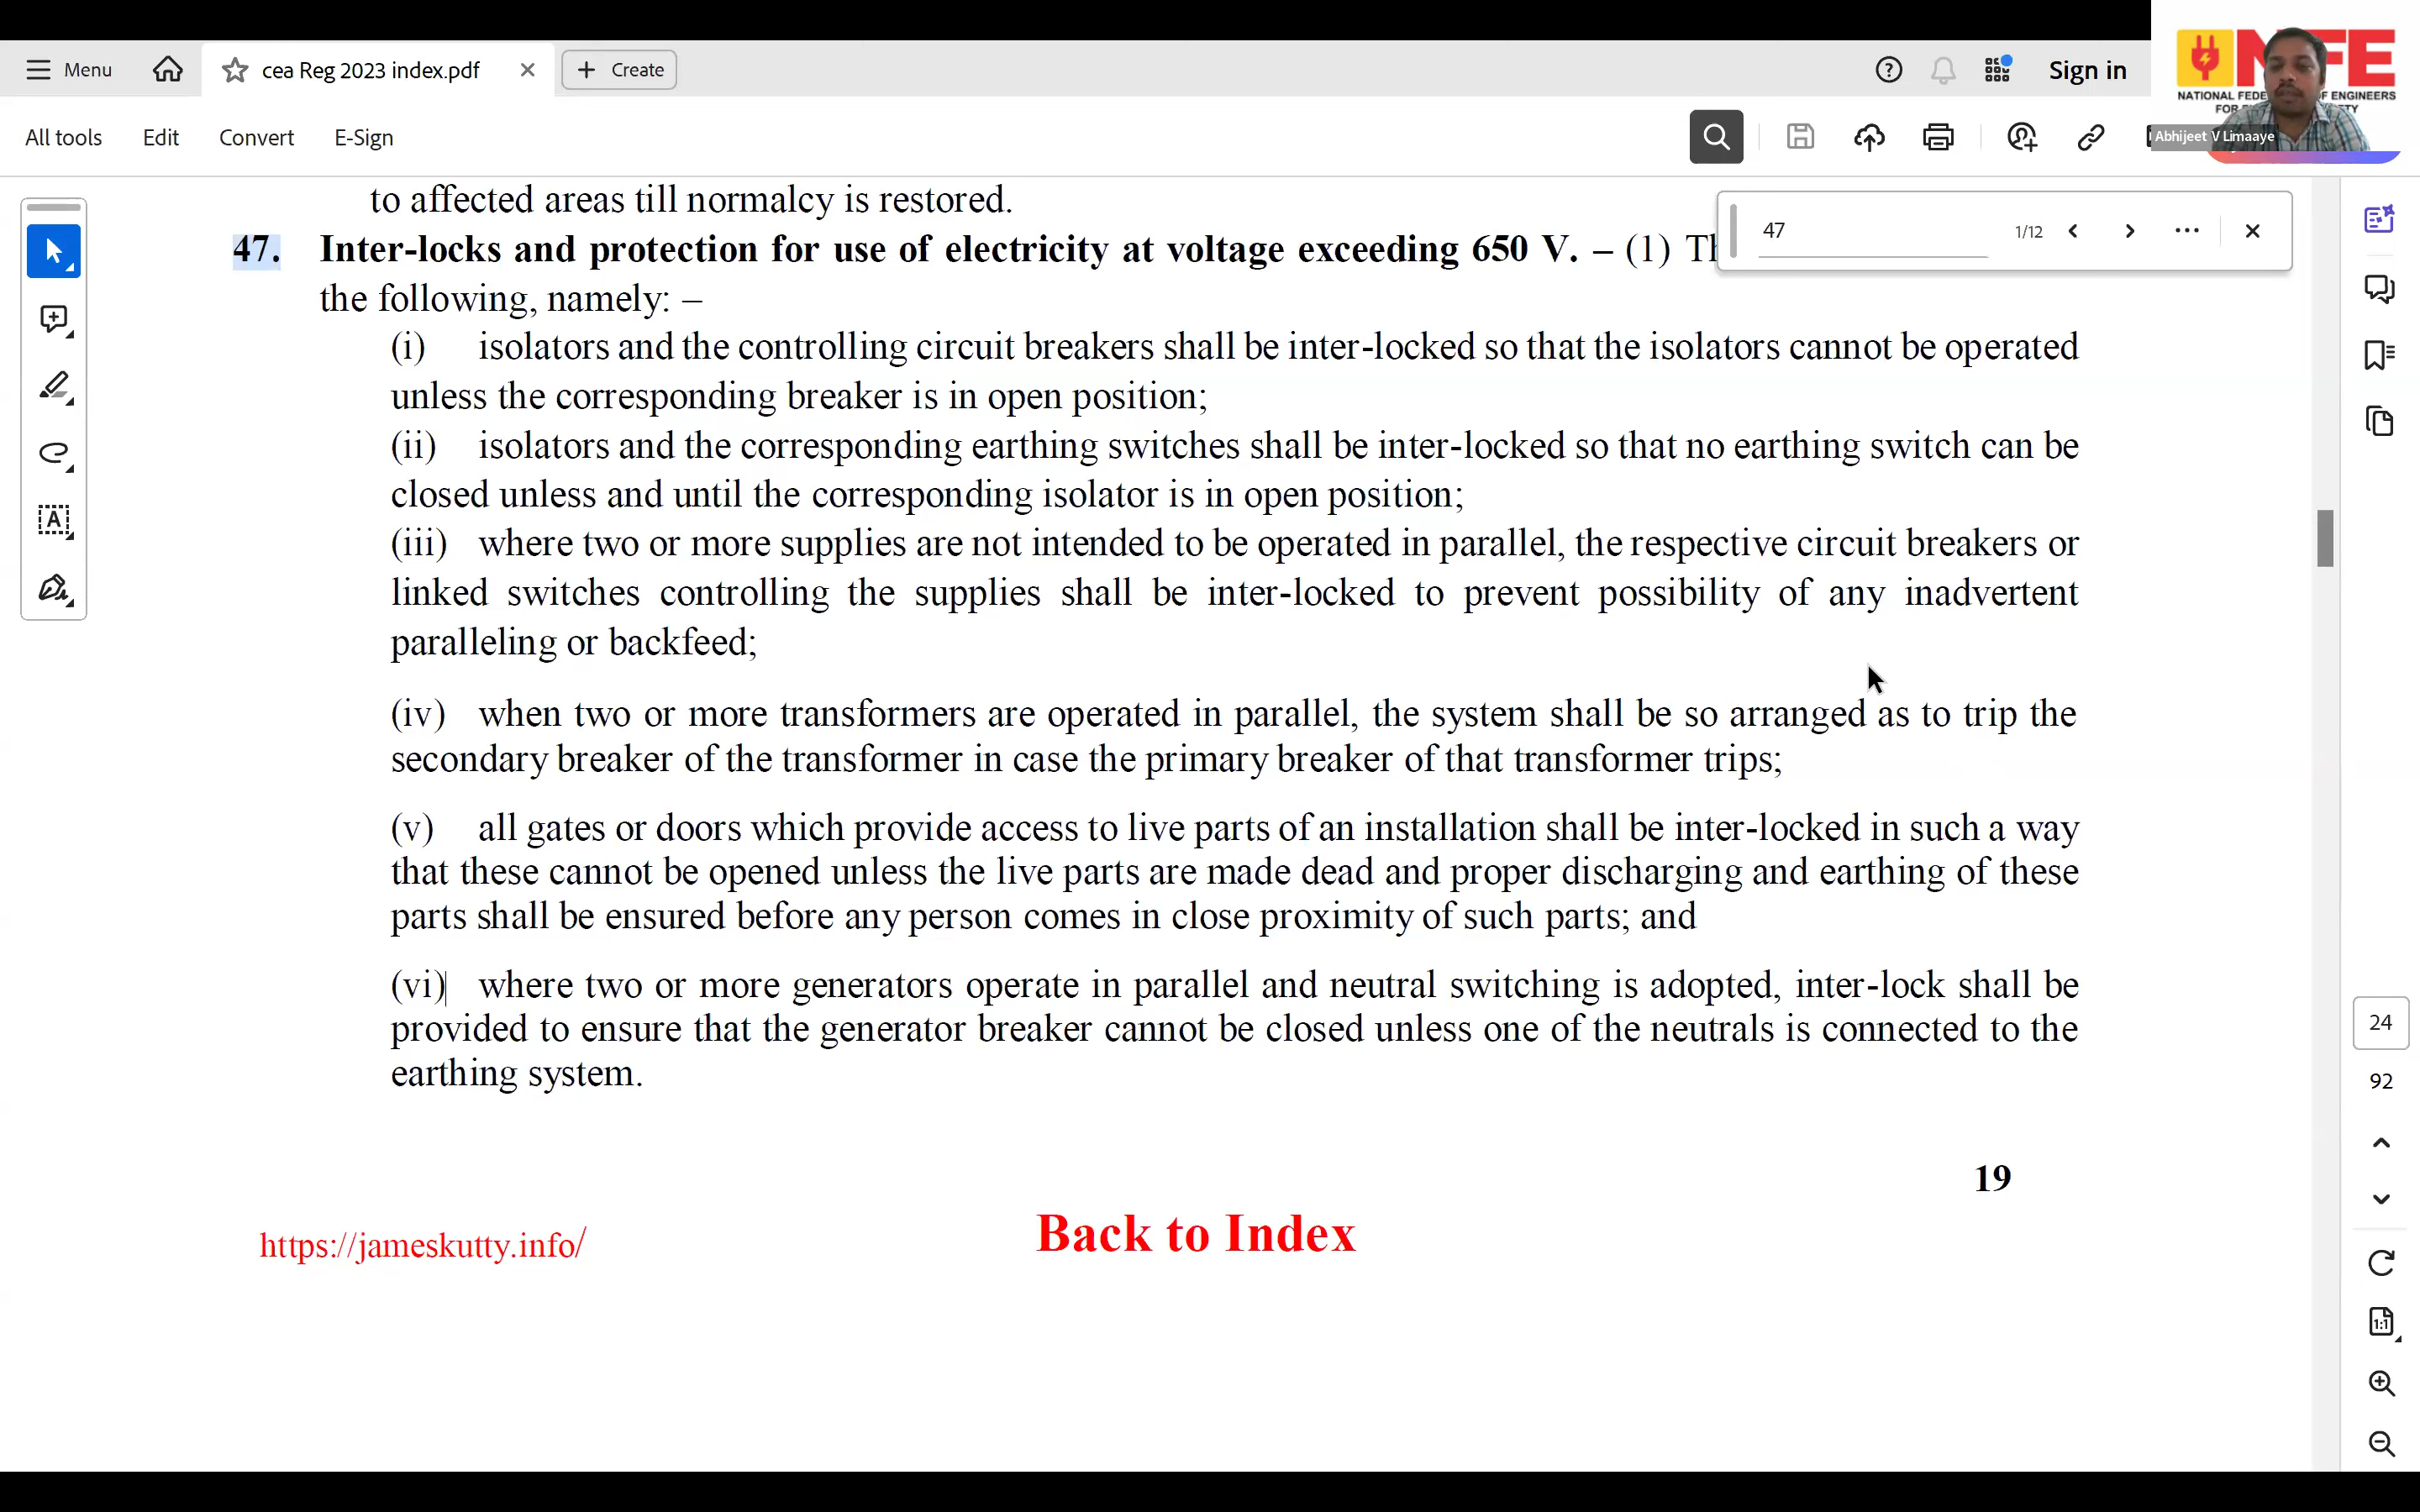 Menu
cea Reg 2023 index.pdf
Create
Sign in
NFE
NATIONAL FEDE OF ENGINEERS
FOR TY
Abhijeet V Limaaye
All tools Edit Convert E-Sign
47 1/12
to affected areas till normalcy is restored.
47. Inter-locks and protection for use of electricity at voltage exceeding 650 V. – (1) Th
the following, namely: –
(i) isolators and the controlling circuit breakers shall be inter-locked so that the isolators cannot be operated
unless the corresponding breaker is in open position;
(ii) isolators and the corresponding earthing switches shall be inter-locked so that no earthing switch can be
closed unless and until the corresponding isolator is in open position;
(iii) where two or more supplies are not intended to be operated in parallel, the respective circuit breakers or
linked switches controlling the supplies shall be inter-locked to prevent possibility of any inadvertent
paralleling or backfeed;
(iv) when two or more transformers are operated in parallel, the system shall be so arranged as to trip the
secondary breaker of the transformer in case the primary breaker of that transformer trips;
(v) all gates or doors which provide access to live parts of an installation shall be inter-locked in such a way
that these cannot be opened unless the live parts are made dead and proper discharging and earthing of these
parts shall be ensured before any person comes in close proximity of such parts; and
(vi) where two or more generators operate in parallel and neutral switching is adopted, inter-lock shall be
provided to ensure that the generator breaker cannot be closed unless one of the neutrals is connected to the
earthing system.
19
https://jameskutty.info/
Back to Index
24
92
1:1